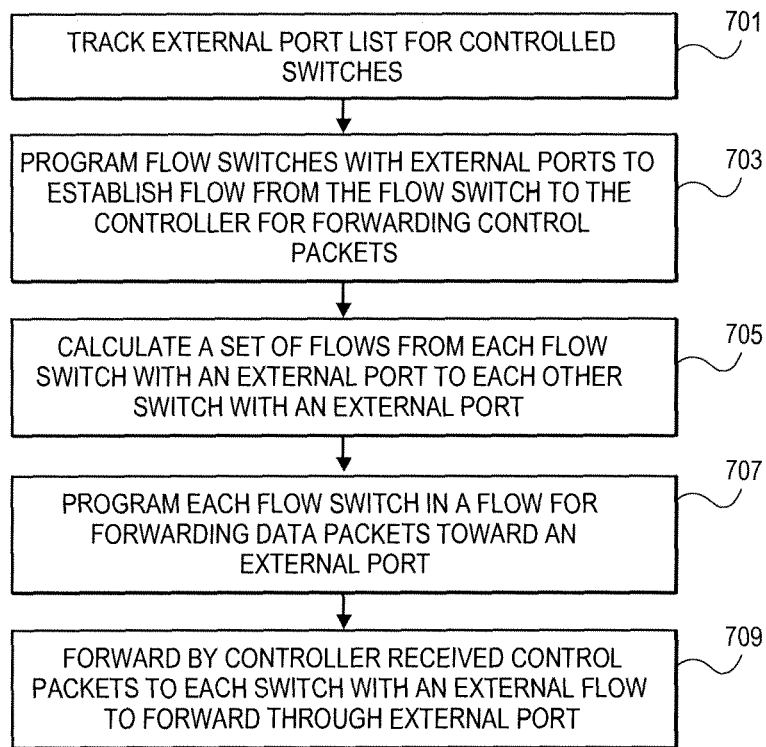 TRACK EXTERNAL PORT LIST FOR CONTROLLED
SWITCHES
701
PROGRAM FLOW SWITCHES WITH EXTERNAL PORTS TO
ESTABLISH FLOW FROM THE FLOW SWITCH TO THE
CONTROLLER FOR FORWARDING CONTROL
PACKETS
703
CALCULATE A SET OF FLOWS FROM EACH FLOW
SWITCH WITH AN EXTERNAL PORT TO EACH OTHER
SWITCH WITH AN EXTERNAL PORT
705
PROGRAM EACH FLOW SWITCH IN A FLOW FOR
FORWARDING DATA PACKETS TOWARD AN
EXTERNAL PORT
707
FORWARD BY CONTROLLER RECEIVED CONTROL
PACKETS TO EACH SWITCH WITH AN EXTERNAL FLOW
TO FORWARD THROUGH EXTERNAL PORT
709